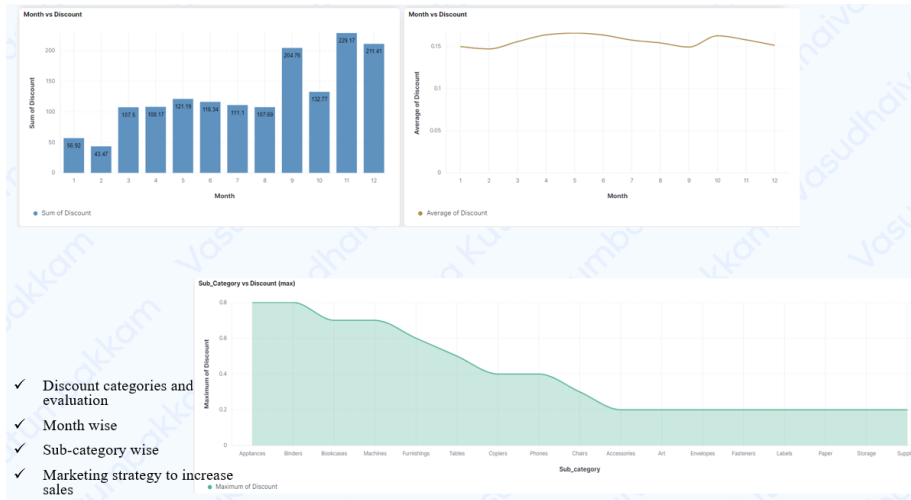 Month vs Discount
Sum of Discount
200
150
100
50
0
56.92
43.47
107.5
108.17
121.19
116.34
111.1
107.69
204.76
132.77
229.17
211.41
1 2 3 4 5 6 7 8 9 10 11 12
Month
Sum of Discount
Month vs Discount
Average of Discount
0.15
0.1
0.05
0
1 2 3 4 5 6 7 8 9 10 11 12
Month
Average of Discount
Sub_Category vs Discount (max)
Maximum of Discount
0.8
0.6
0.4
0.2
0
Appliances Binders Bookcases Machines Furnishings Tables Copiers Phones Chairs Accessories Art Envelopes Fasteners Labels Paper Storage Suppl
Sub_category
Maximum of Discount
✓ Discount categories and
evaluation
✓ Month wise
✓ Sub-category wise
✓ Marketing strategy to increase
sales